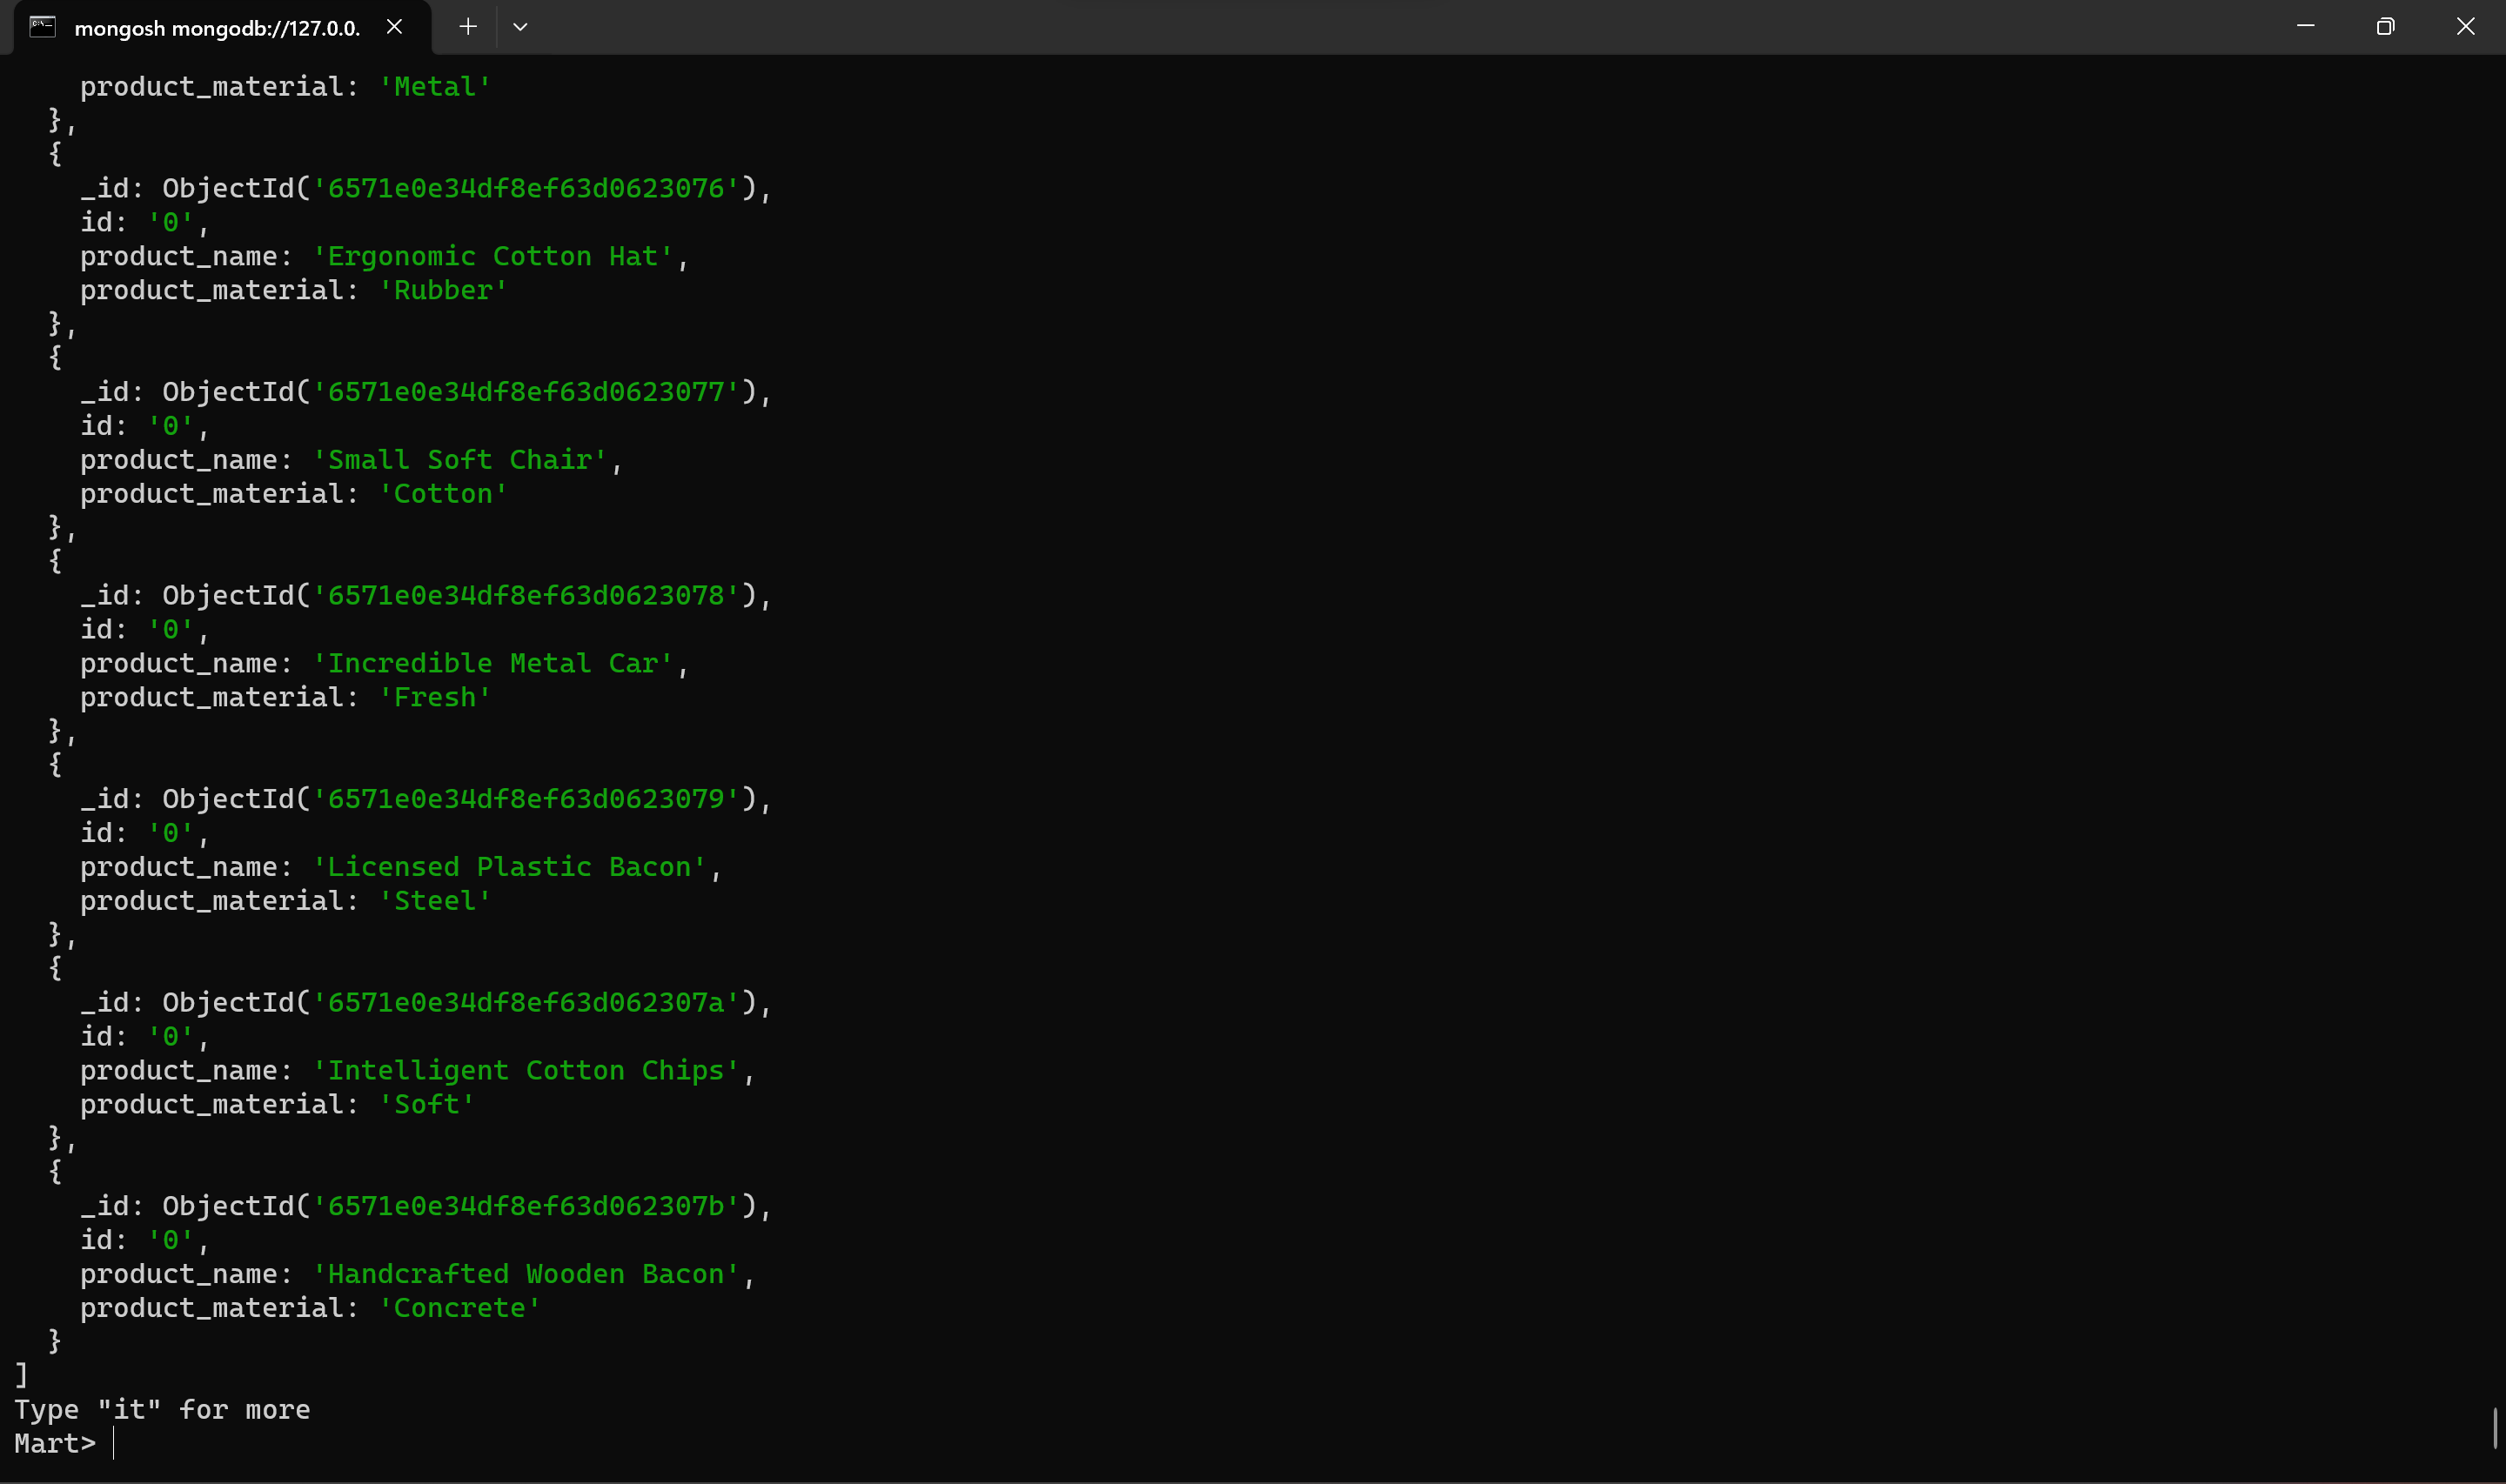 mongosh mongodb://127.0.0.
    product_material: 'Metal'
  },
  {
    _id: ObjectId('6571e0e34df8ef63d0623076'),
    id: '0',
    product_name: 'Ergonomic Cotton Hat',
    product_material: 'Rubber'
  },
  {
    _id: ObjectId('6571e0e34df8ef63d0623077'),
    id: '0',
    product_name: 'Small Soft Chair',
    product_material: 'Cotton'
  },
  {
    _id: ObjectId('6571e0e34df8ef63d0623078'),
    id: '0',
    product_name: 'Incredible Metal Car',
    product_material: 'Fresh'
  },
  {
    _id: ObjectId('6571e0e34df8ef63d0623079'),
    id: '0',
    product_name: 'Licensed Plastic Bacon',
    product_material: 'Steel'
  },
  {
    _id: ObjectId('6571e0e34df8ef63d062307a'),
    id: '0',
    product_name: 'Intelligent Cotton Chips',
    product_material: 'Soft'
  },
  {
    _id: ObjectId('6571e0e34df8ef63d062307b'),
    id: '0',
    product_name: 'Handcrafted Wooden Bacon',
    product_material: 'Concrete'
  }
]
Type "it" for more
Mart>